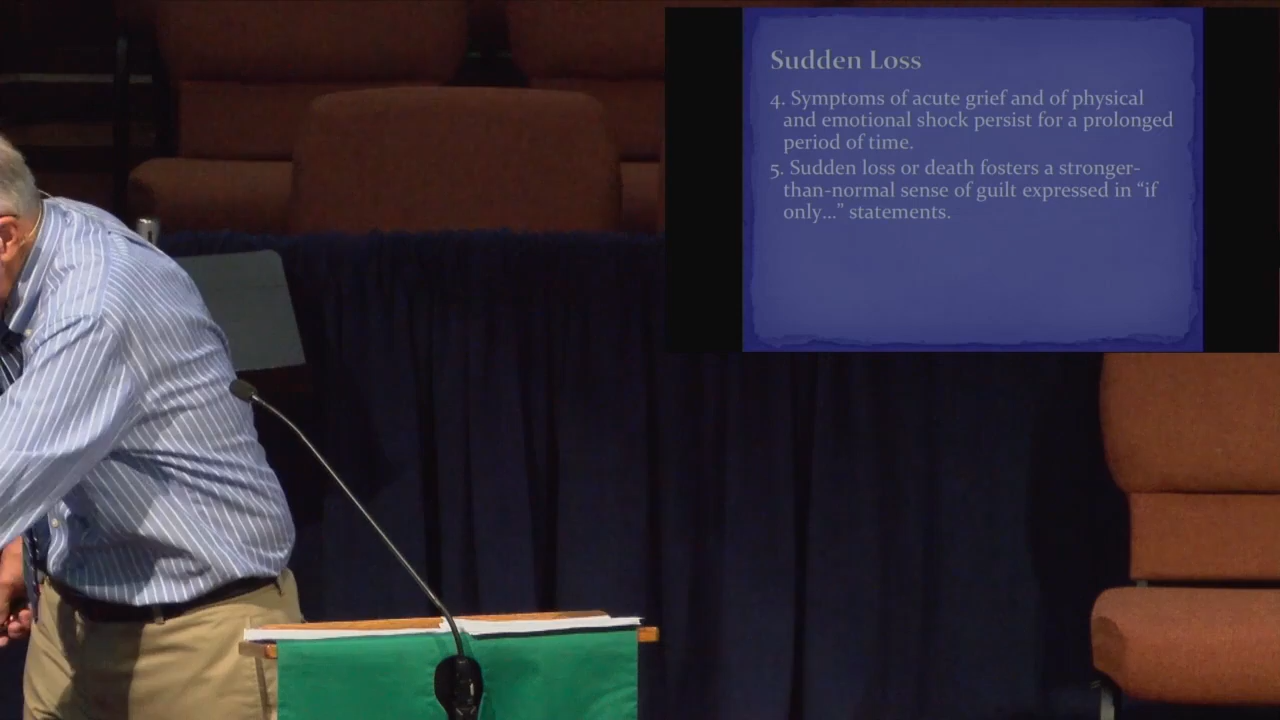 Sudden Loss
4. Symptoms of acute grief and of physical
and emotional shock persist for a prolonged
period of time.
5. Sudden loss or death fosters a stronger-
than-normal sense of guilt expressed in “if
only...” statements.